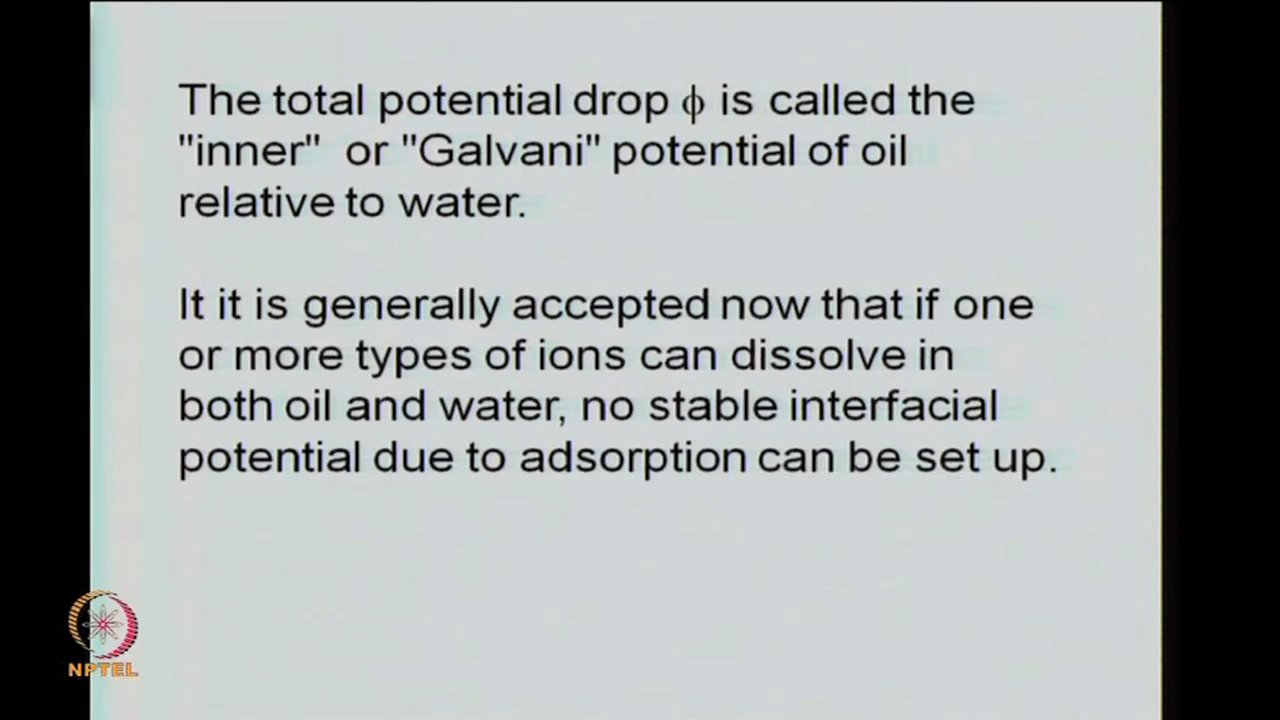 The total potential drop ϕ is called the
"inner" or "Galvani" potential of oil
relative to water.
It it is generally accepted now that if one
or more types of ions can dissolve in
both oil and water, no stable interfacial
potential due to adsorption can be set up.
NPTEL